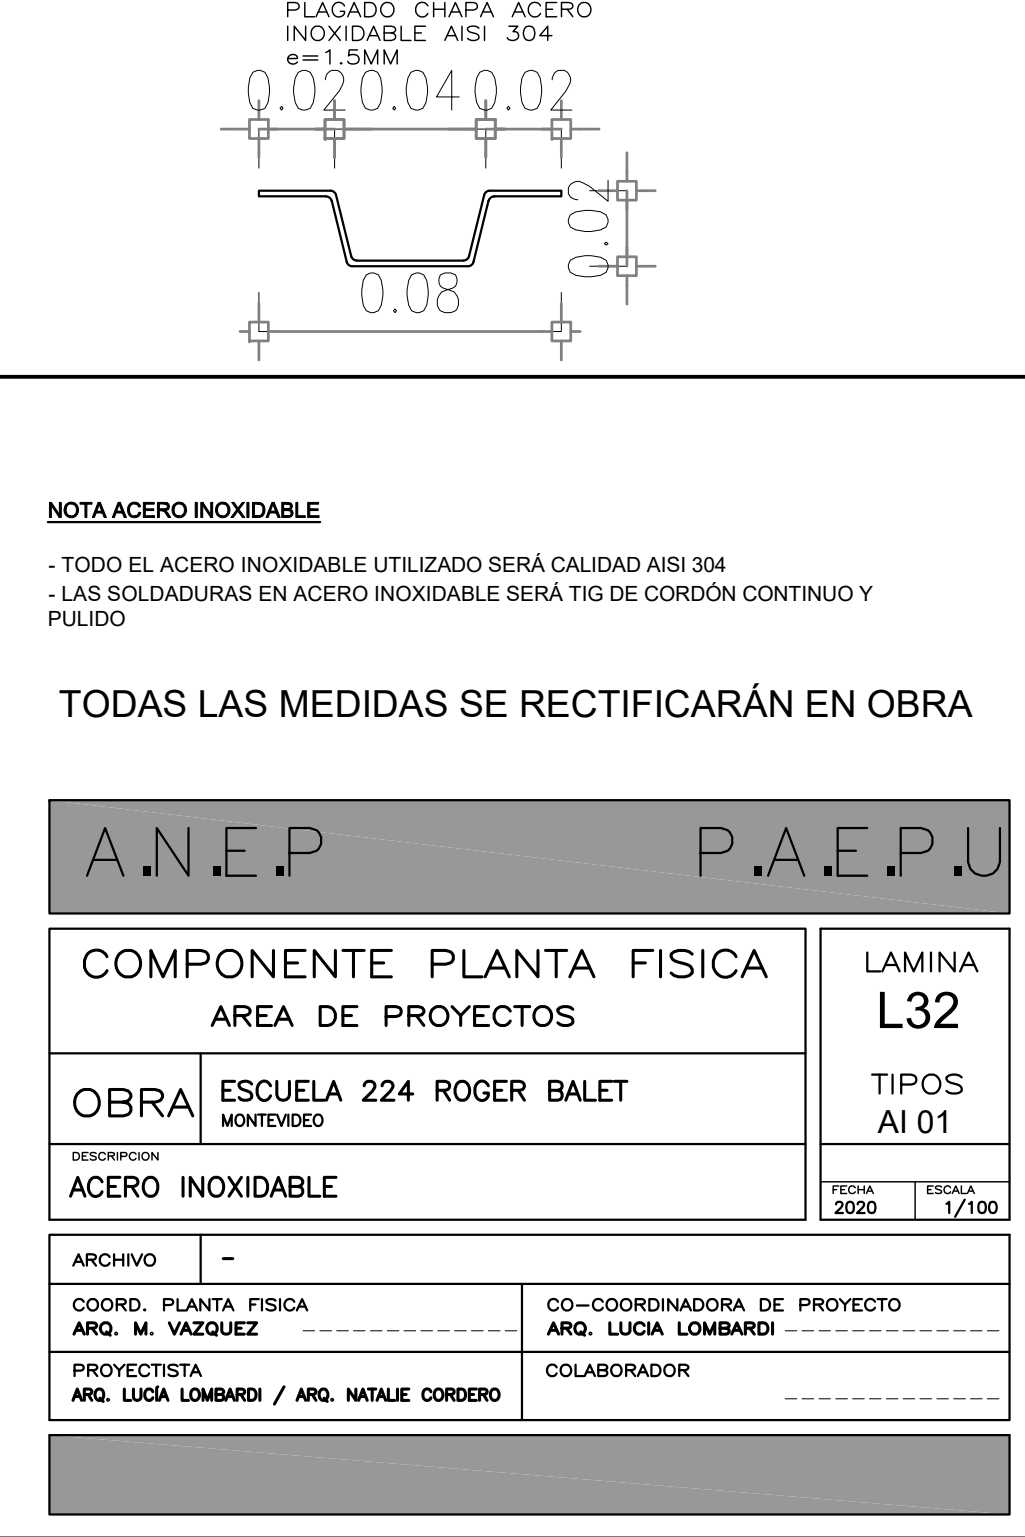 PLAGADO CHAPA ACERO
INOXIDABLE AISI 304
e=1.5MM
0.02 0.04 0.02
0.02
0.08
NOTA ACERO INOXIDABLE
- TODO EL ACERO INOXIDABLE UTILIZADO SERÁ CALIDAD AISI 304
- LAS SOLDADURAS EN ACERO INOXIDABLE SERÁ TIG DE CORDÓN CONTINUO Y
PULIDO
TODAS LAS MEDIDAS SE RECTIFICARÁN EN OBRA
A.N.E.P P.A.E.P.U
COMPONENTE PLANTA FISICA
AREA DE PROYECTOS
LAMINA
L32
TIPOS
AI 01
OBRA
ESCUELA 224 ROGER BALET
MONTEVIDEO
DESCRIPCION
ACERO INOXIDABLE
FECHA
2020
ESCALA
1/100
ARCHIVO -
COORD. PLANTA FISICA
ARQ. M. VAZQUEZ
CO-COORDINADORA DE PROYECTO
ARQ. LUCIA LOMBARDI
PROYECTISTA
ARQ. LUCÍA LOMBARDI / ARQ. NATALIE CORDERO
COLABORADOR